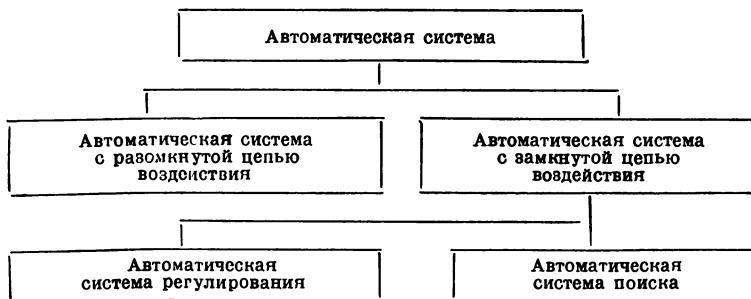 Автоматическая система
Автоматическая система
с разомкнутой цепью
воздействия
Автоматическая система
с замкнутой цепью
воздействия
Автоматическая
система регулирования
Автоматическая
система поиска